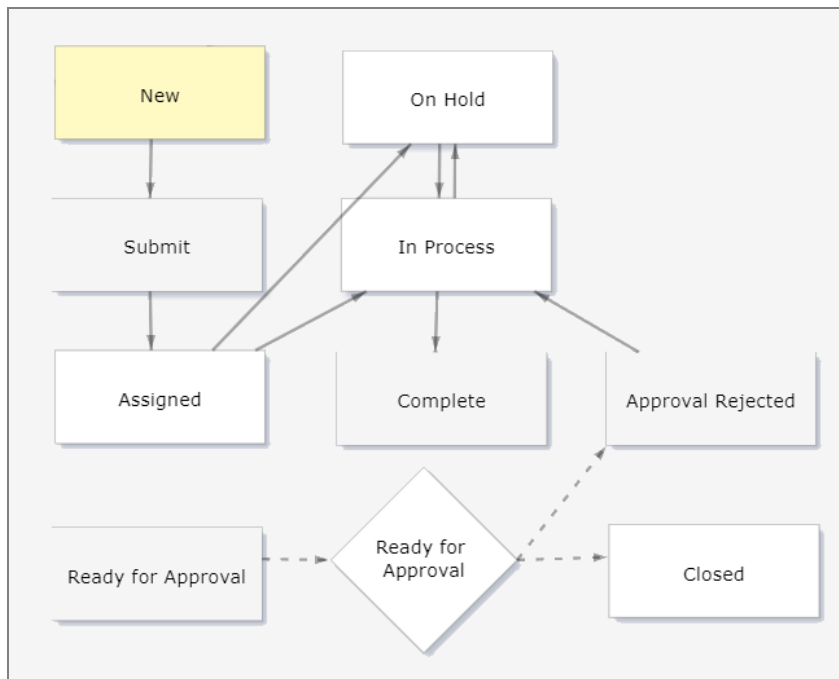 New
On Hold
Submit
In Process
Assigned
Complete
Approval Rejected
Ready for Approval
Ready for
Approval
Closed